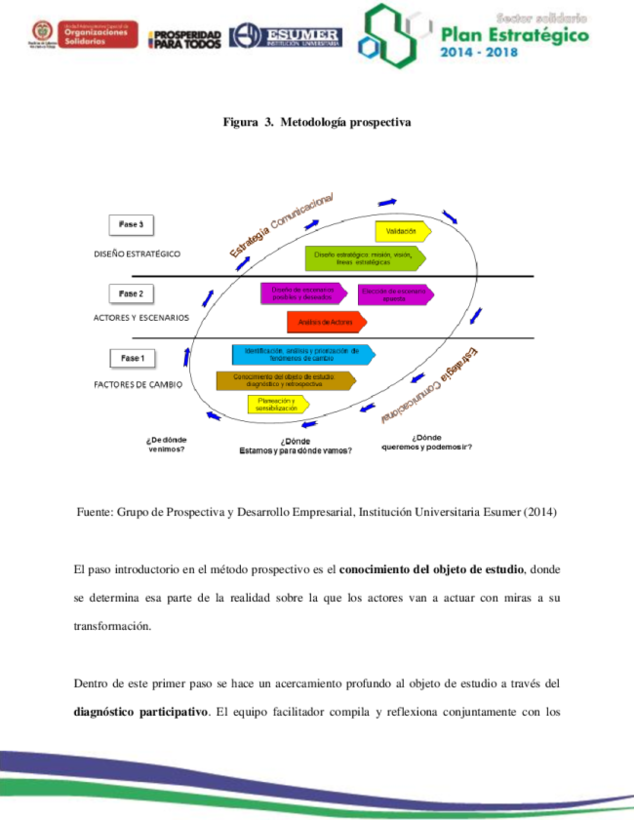 Unidad Administrativa Especial de
Organizaciones
Solidarias
PROSPERIDAD
PARA TODOS
ESUMER
INSTITUCIÓN UNIVERSITARIA
Sector solidario
Plan Estratégico
2014 - 2018
Figura 3. Metodología prospectiva
Estrategia Comunicacional
Fase 3
Validación
DISEÑO ESTRATÉGICO
Diseño estratégico: misión, visión,
líneas estratégicas
Fase 2
Diseño de escenarios
posibles y deseados
Elección de escenario
apuesta
ACTORES Y ESCENARIOS
Análisis de Actores
Fase 1
Identificación, análisis y priorización de
fenómenos de cambio
Estrategia Comunicacional
FACTORES DE CAMBIO
Conocimiento del objeto de estudio
diagnóstico y retrospectiva
Planeación y
sensibilización
¿De dónde
venimos?
¿Dónde
Estamos y para dónde vamos?
¿Dónde
queremos y podemos ir?
Fuente: Grupo de Prospectiva y Desarrollo Empresarial, Institución Universitaria Esumer (2014)
El paso introductorio en el método prospectivo es el conocimiento del objeto de estudio, donde
se determina esa parte de la realidad sobre la que los actores van a actuar con miras a su
transformación.
Dentro de este primer paso se hace un acercamiento profundo al objeto de estudio a través del
diagnóstico participativo. El equipo facilitador compila y reflexiona conjuntamente con los